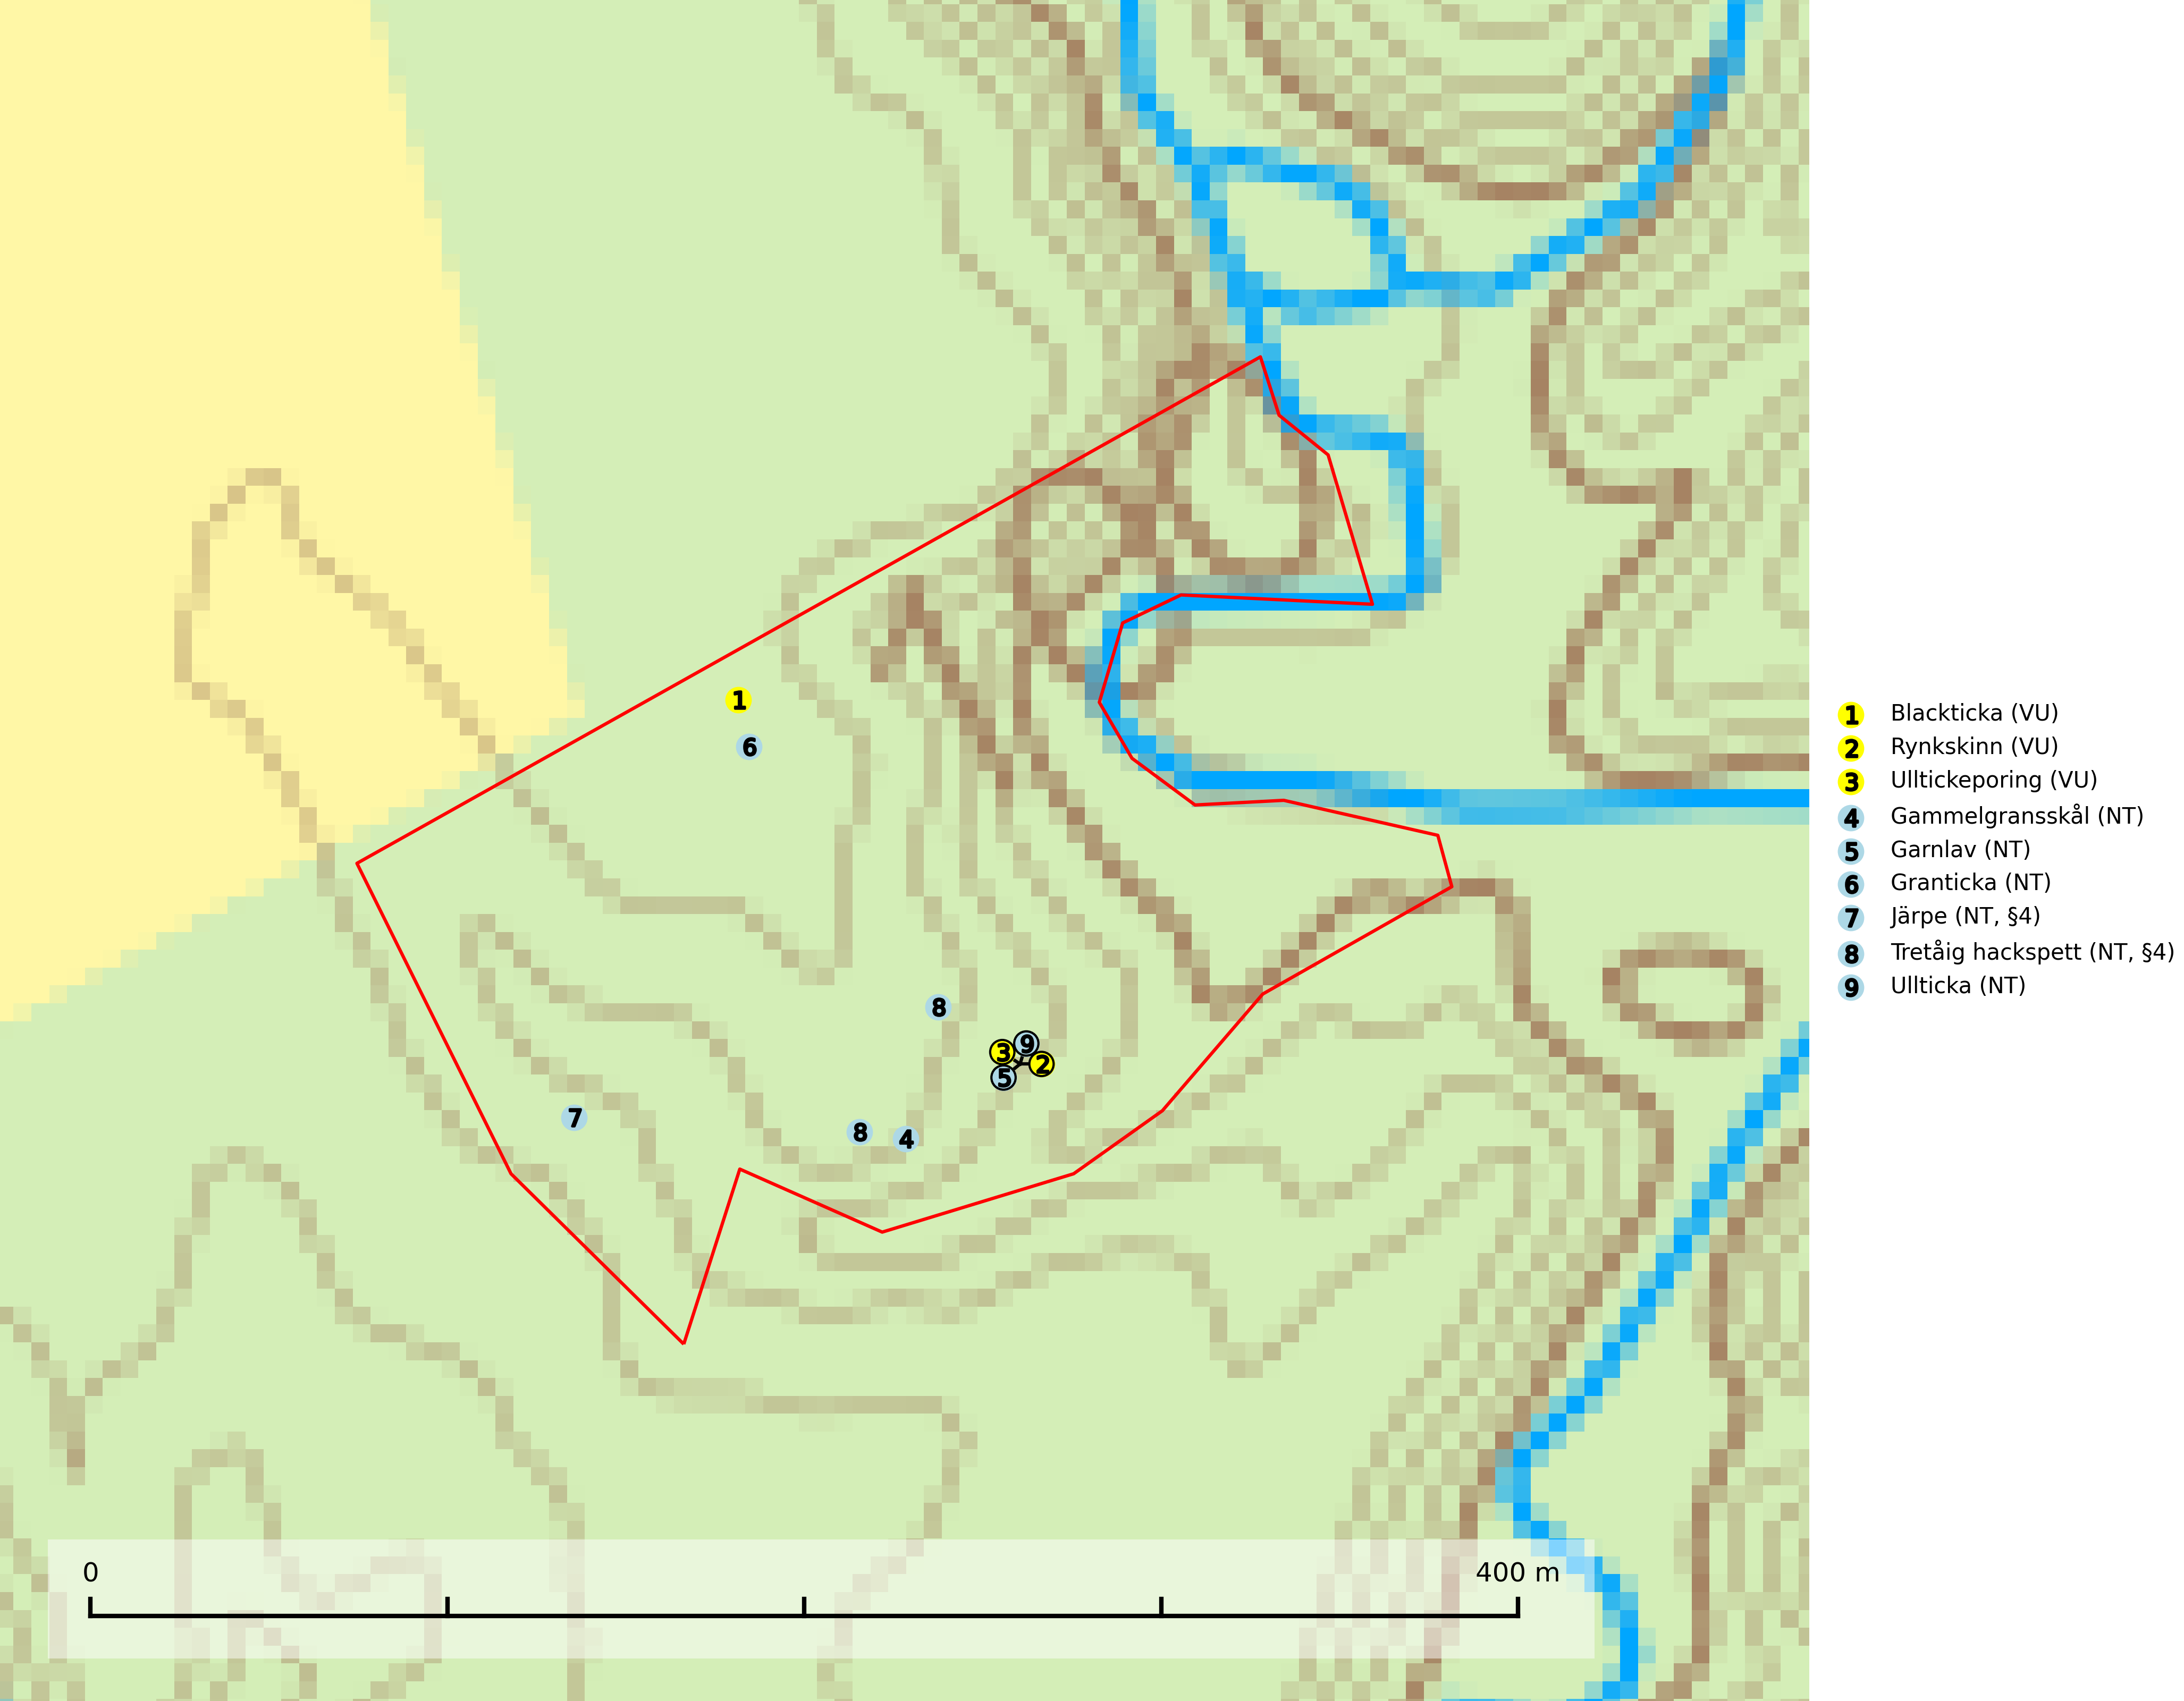 1
6
8
3 9 2
5
7
8 4
0 400 m
1 Blackticka (VU)
2 Rynkskinn (VU)
3 Ulltickeporing (VU)
4 Gammelgransskål (NT)
5 Garnlav (NT)
6 Granticka (NT)
7 Järpe (NT, §4)
8 Tretåig hackspett (NT, §4)
9 Ullticka (NT)